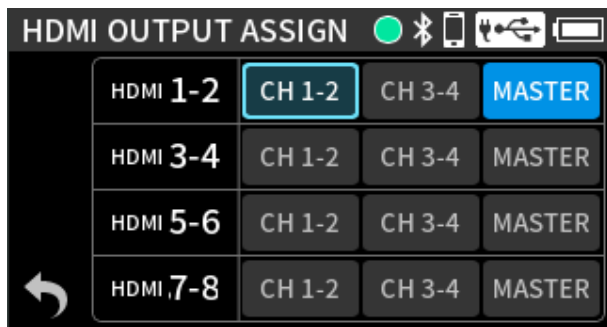 HDMI OUTPUT ASSIGN
HDMI 1-2 CH 1-2 CH 3-4 MASTER
HDMI 3-4 CH 1-2 CH 3-4 MASTER
HDMI 5-6 CH 1-2 CH 3-4 MASTER
HDMI 7-8 CH 1-2 CH 3-4 MASTER